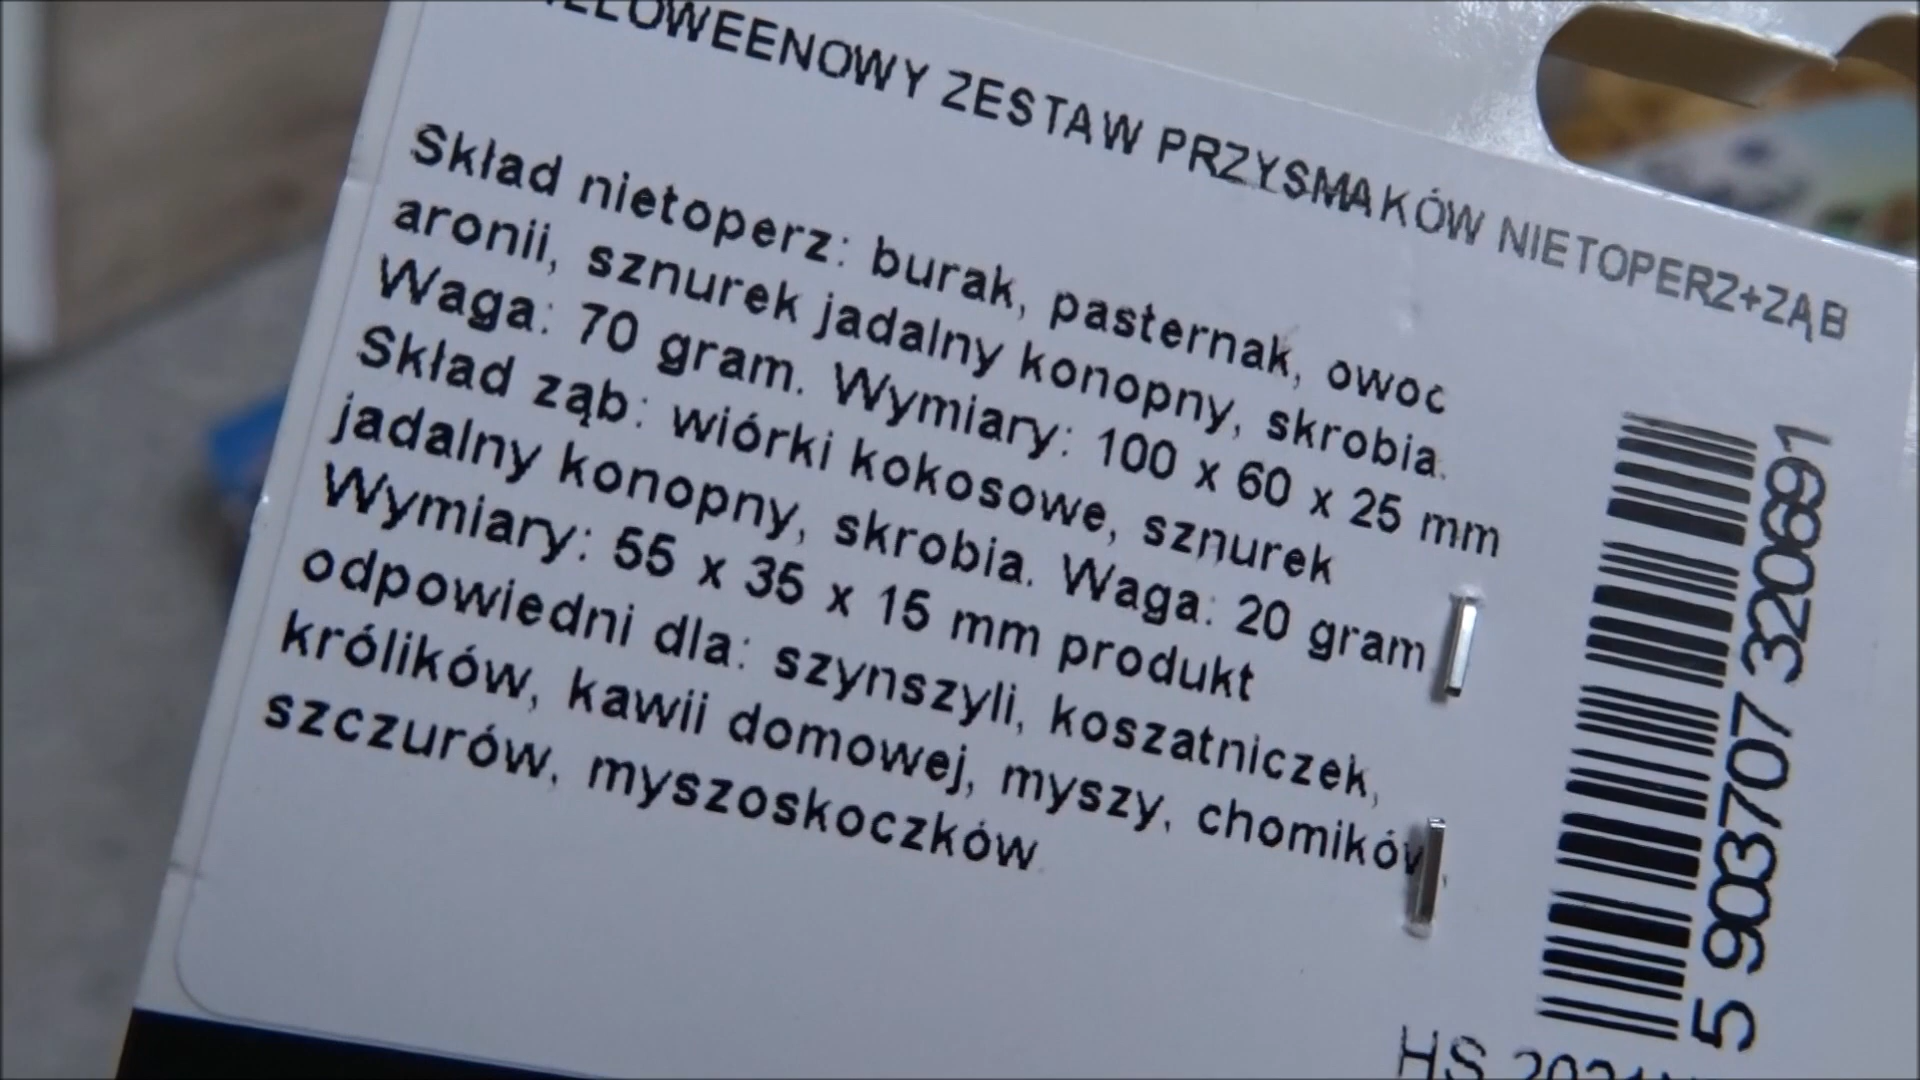 ELLOWEENOWY ZESTAW PRZYSMAKÓW NIETOPERZ+ZĄB
Skład nietoperz: burak, pasternak, owoc
aronii, sznurek jadalny konopny, skrobia.
Waga: 70 gram. Wymiary: 100 x 60 x 25 mm
Skład ząb: wiórki kokosowe, sznurek
jadalny konopny, skrobia. Waga: 20 gram
Wymiary: 55 x 35 x 15 mm produkt
odpowiedni dla: szynszyli, koszatniczek,
królików, kawii domowej, myszy, chomików,
szczurów, myszoskoczków
5 903707 320691
HS